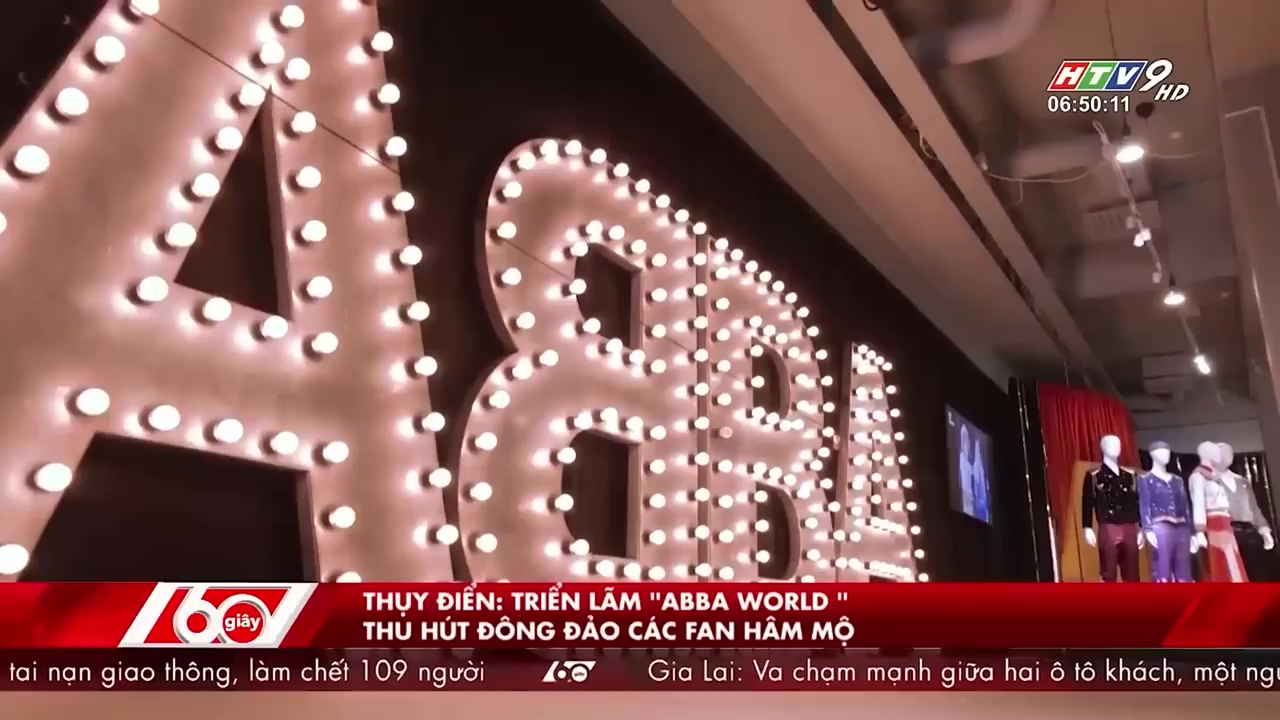 ABBA
HTV9 HD
06:50:11
60 giây
THỤY ĐIỂN: TRIỂN LÃM "ABBA WORLD "
THU HÚT ĐÔNG ĐẢO CÁC FAN HÂM MỘ
tai nạn giao thông, làm chết 109 người 60 giây Gia Lai: Va chạm mạnh giữa hai ô tô khách, một